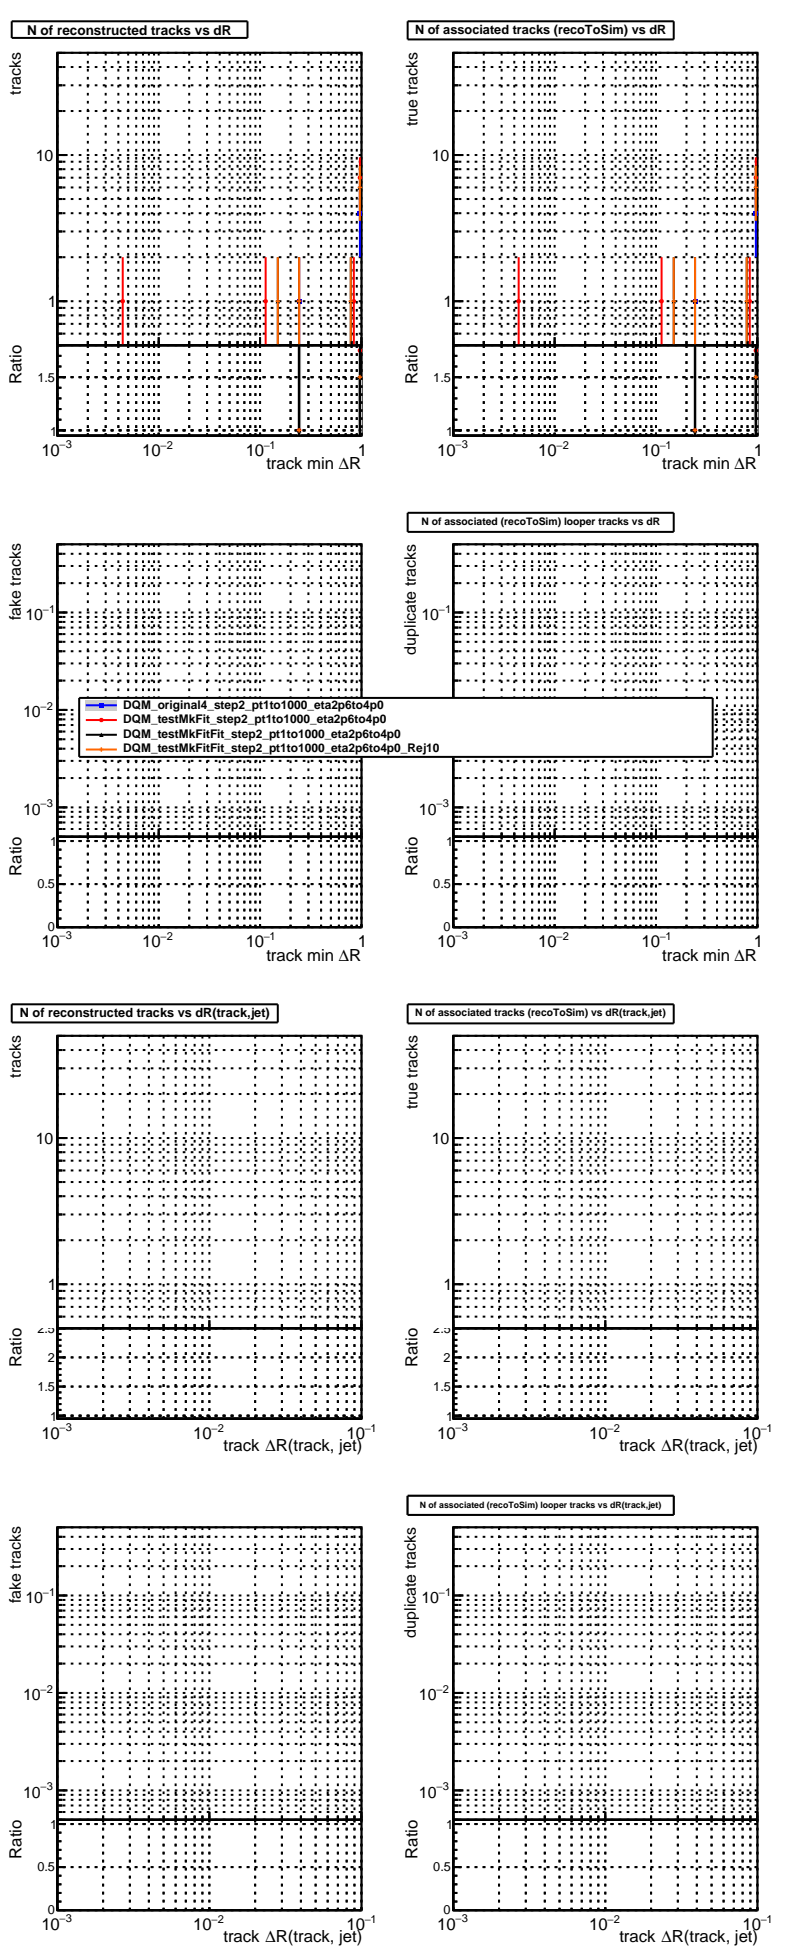 N of reconstructed tracks vs dR
tracks
10
1
Ratio
1.5
1
10⁻³ 10⁻² 10⁻¹ 1
track min ΔR
N of associated tracks (recoToSim) vs dR
true tracks
10
1
Ratio
1.5
1
10⁻³ 10⁻² 10⁻¹ 1
track min ΔR
fake tracks
10⁻¹
10⁻²
10⁻³
Ratio
1
0.5
0
10⁻³ 10⁻² 10⁻¹ 1
track min ΔR
N of associated (recoToSim) looper tracks vs dR
duplicate tracks
10⁻¹
10⁻³
Ratio
1
0.5
0
10⁻³ 10⁻² 10⁻¹ 1
track min ΔR
DQM_original4_step2_pt1to1000_eta2p6to4p0
DQM_testMkFit_step2_pt1to1000_eta2p6to4p0
DQM_testMkFitFit_step2_pt1to1000_eta2p6to4p0
DQM_testMkFitFit_step2_pt1to1000_eta2p6to4p0_Rej10
N of reconstructed tracks vs dR(track,jet)
tracks
10
1
Ratio
2.5
2
1.5
1
10⁻³ 10⁻² 10⁻¹
track ΔR(track, jet)
N of associated tracks (recoToSim) vs dR(track,jet)
true tracks
10
1
Ratio
2.5
2
1.5
1
10⁻³ 10⁻² 10⁻¹
track ΔR(track, jet)
fake tracks
10⁻¹
10⁻²
10⁻³
Ratio
1
0.5
0
10⁻³ 10⁻² 10⁻¹
track ΔR(track, jet)
N of associated (recoToSim) looper tracks vs dR(track,jet)
duplicate tracks
10⁻¹
10⁻²
10⁻³
Ratio
1
0.5
0
10⁻³ 10⁻² 10⁻¹
track ΔR(track, jet)